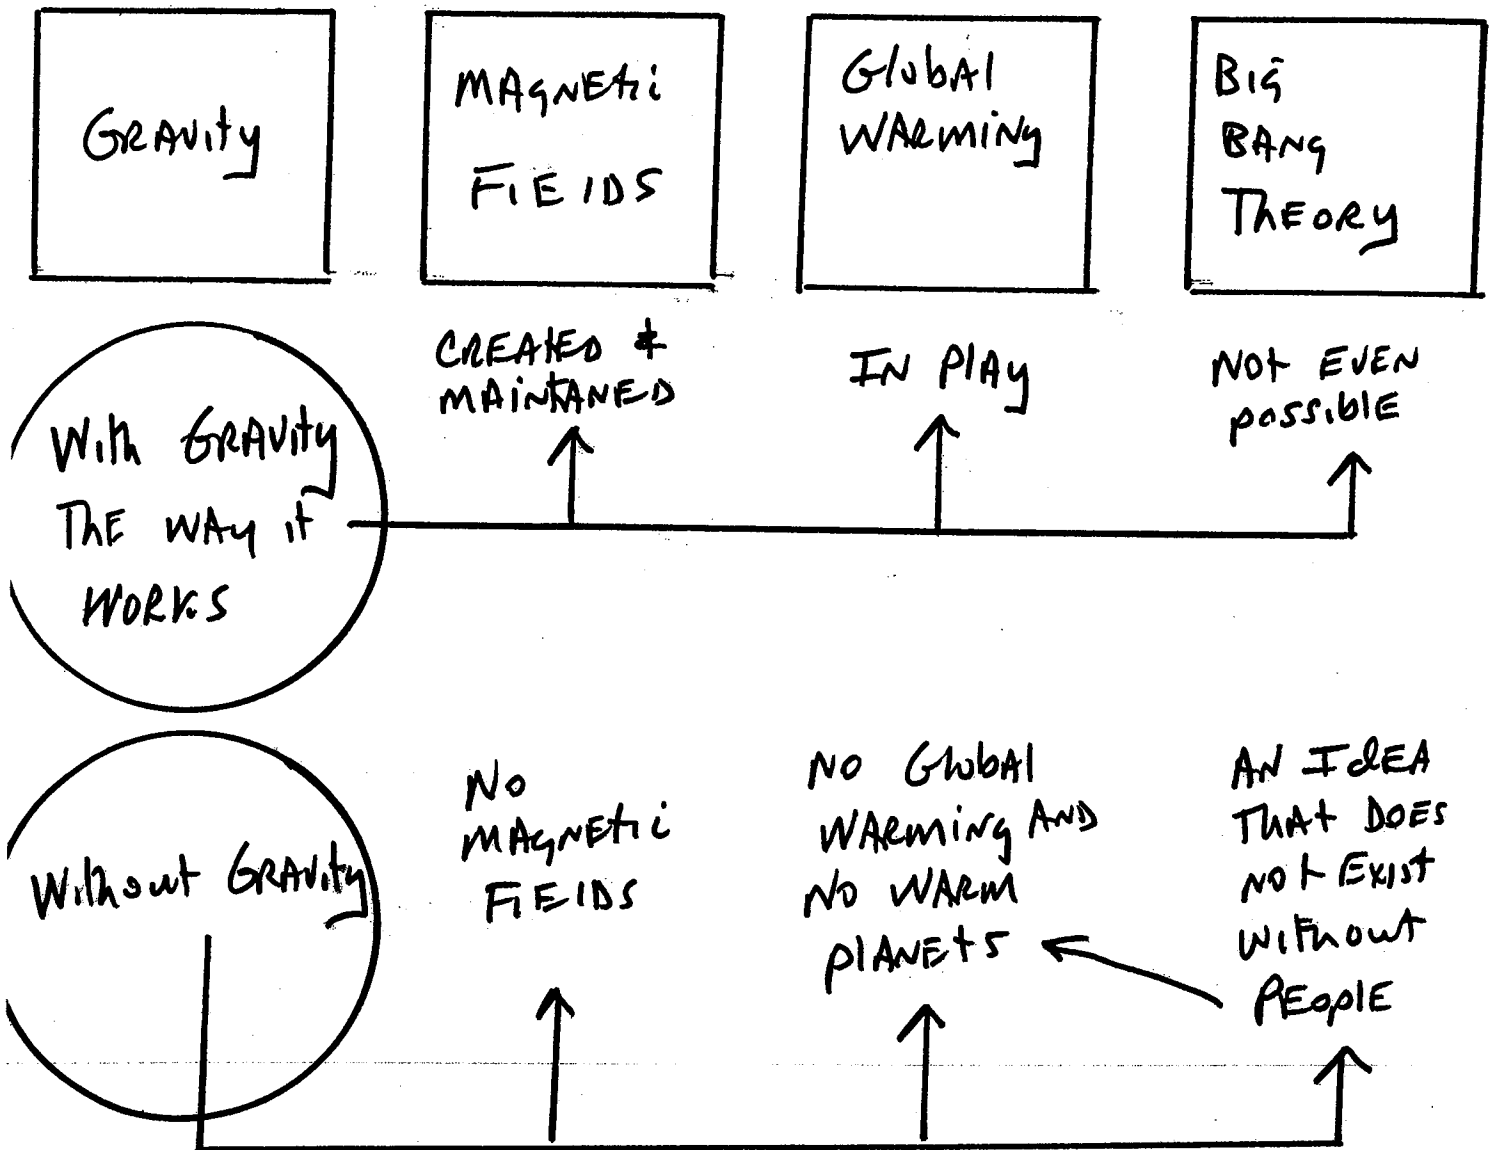 GRAVITY
MAGNETIC
FIELDS
Global
WARMING
BIG
BANG
THEORY
CREATED &
MAINTANED
IN PlAY
NOT EVEN
possiblE
With GRAVITY
THE WAY it
WORKS
Without GRAVITY
No
MAGNETIC
FIELDS
NO Global
WARMING AND
NO WARM
PlANETS
AN IdEA
THAT DOES
NOT EXIST
WITHOUT
PEOPlE